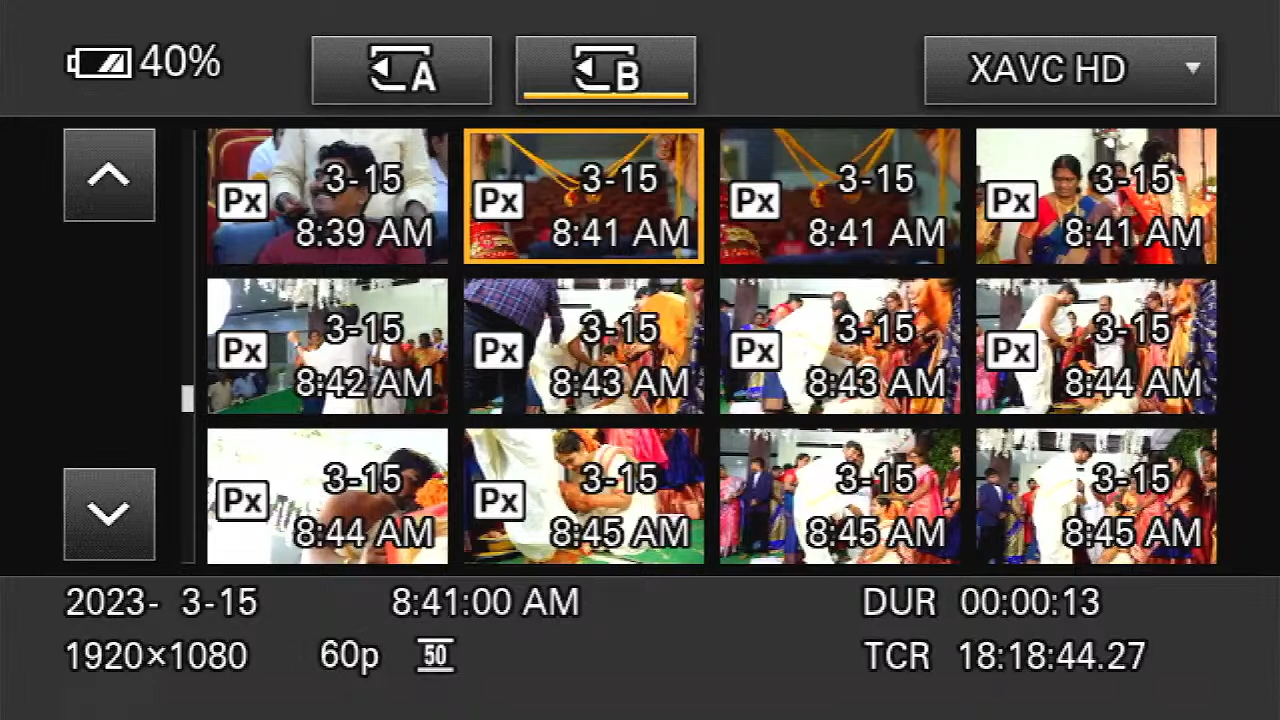 40%
A
B
XAVC HD
Px
3-15
8:39 AM
Px
3-15
8:41 AM
Px
3-15
8:41 AM
Px
3-15
8:41 AM
Px
3-15
8:42 AM
Px
3-15
8:43 AM
Px
3-15
8:43 AM
Px
3-15
8:44 AM
Px
3-15
8:44 AM
Px
3-15
8:45 AM
3-15
8:45 AM
3-15
8:45 AM
2023- 3-15
8:41:00 AM
DUR 00:00:13
1920×1080
60p
50
TCR 18:18:44.27